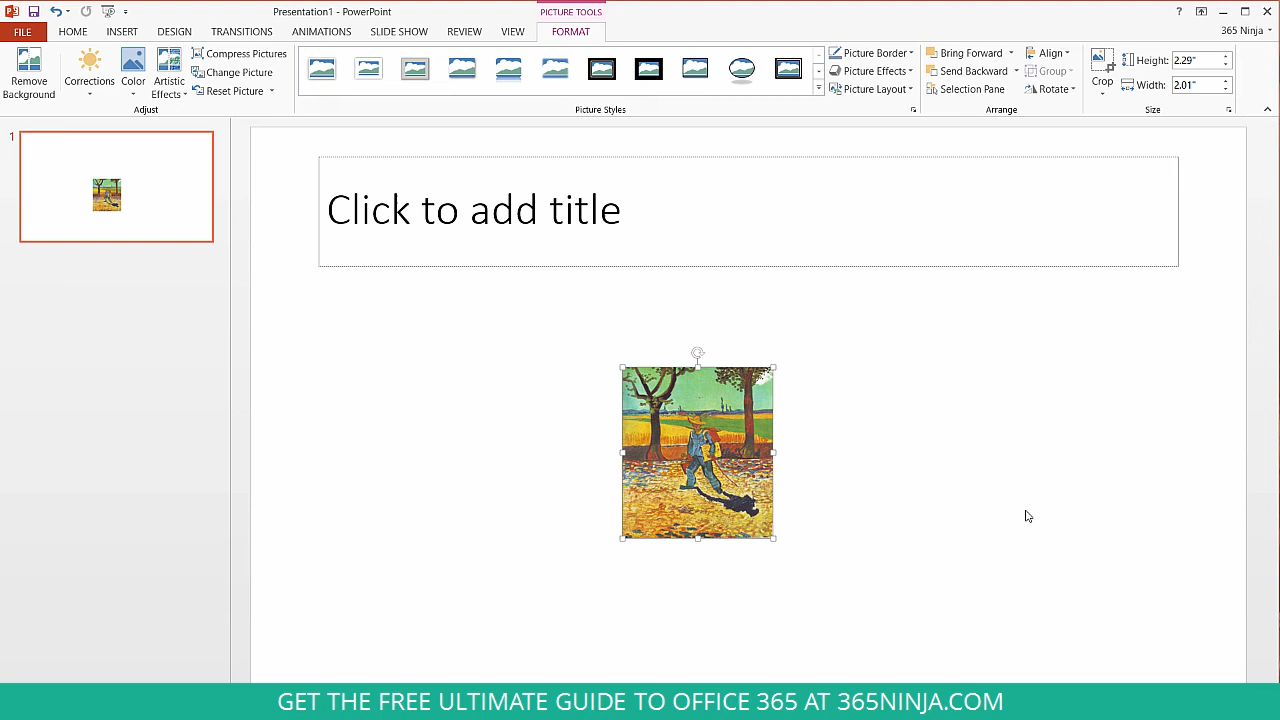 Presentation1 - PowerPoint
PICTURE TOOLS
?
FILE HOME INSERT DESIGN TRANSITIONS ANIMATIONS SLIDE SHOW REVIEW VIEW FORMAT
365 Ninja
Remove Background
Corrections
Color
Artistic Effects
Compress Pictures
Change Picture
Reset Picture
Adjust
Picture Styles
Picture Border
Picture Effects
Picture Layout
Bring Forward
Send Backward
Selection Pane
Align
Group
Rotate
Arrange
Crop
Height: 2.29"
Width: 2.01"
Size
1
Click to add title
GET THE FREE ULTIMATE GUIDE TO OFFICE 365 AT 365NINJA.COM